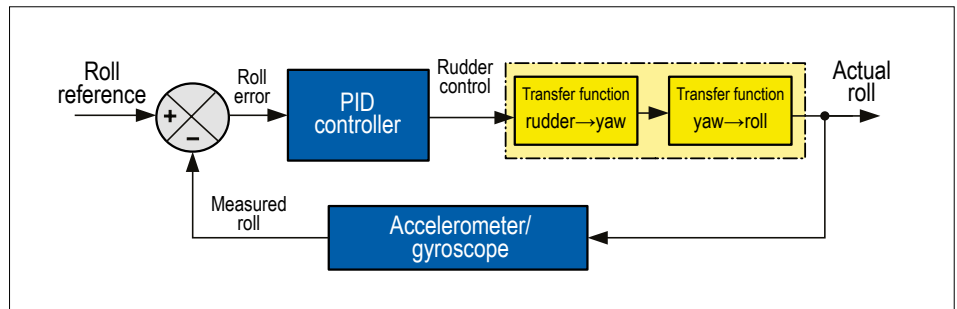 Roll
reference
+
-
Roll
error
PID
controller
Rudder
control
Transfer function
rudder→yaw
Transfer function
yaw→roll
Actual
roll
Measured
roll
Accelerometer/
gyroscope